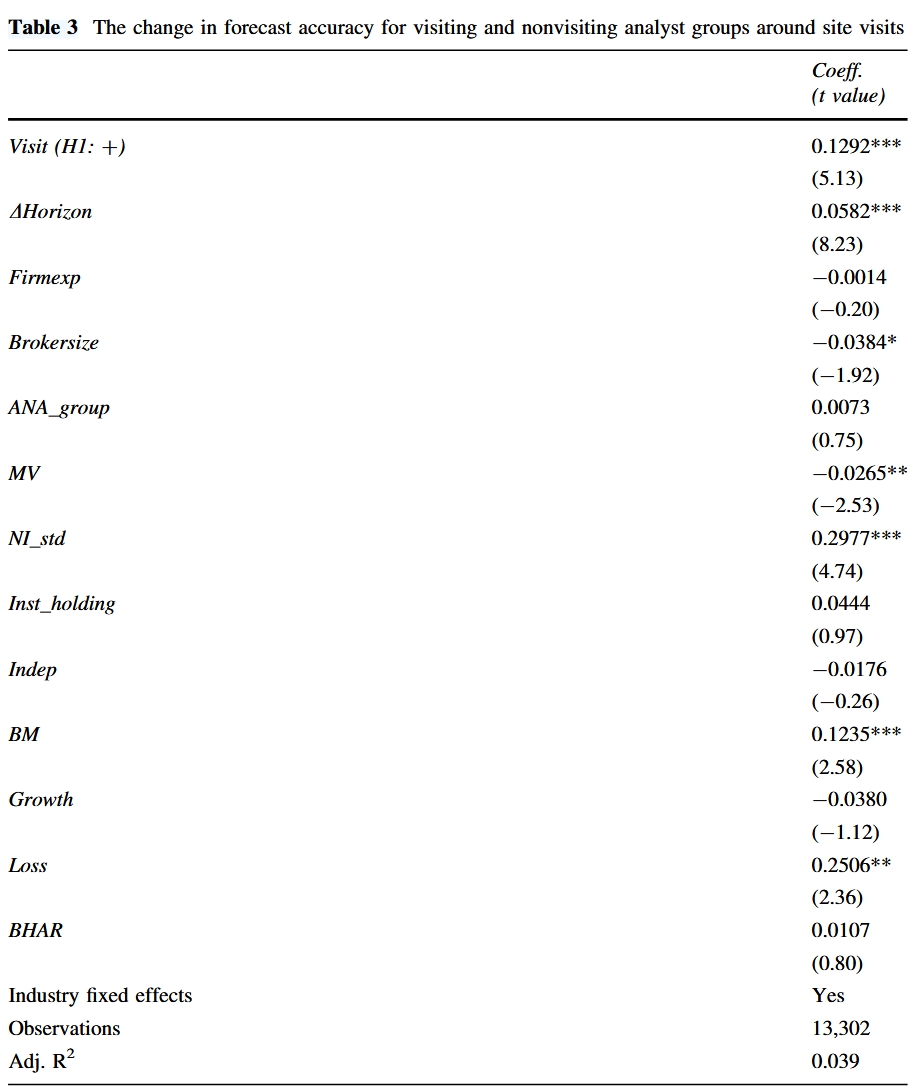 Table 3 The change in forecast accuracy for visiting and nonvisiting analyst groups around site visits
Coeff.
(t value)
Visit (H1: +) 0.1292***
(5.13)
ΔHorizon 0.0582***
(8.23)
Firmexp −0.0014
(−0.20)
Brokersize −0.0384*
(−1.92)
ANA_group 0.0073
(0.75)
MV −0.0265**
(−2.53)
NI_std 0.2977***
(4.74)
Inst_holding 0.0444
(0.97)
Indep −0.0176
(−0.26)
BM 0.1235***
(2.58)
Growth −0.0380
(−1.12)
Loss 0.2506**
(2.36)
BHAR 0.0107
(0.80)
Industry fixed effects Yes
Observations 13,302
Adj. R² 0.039